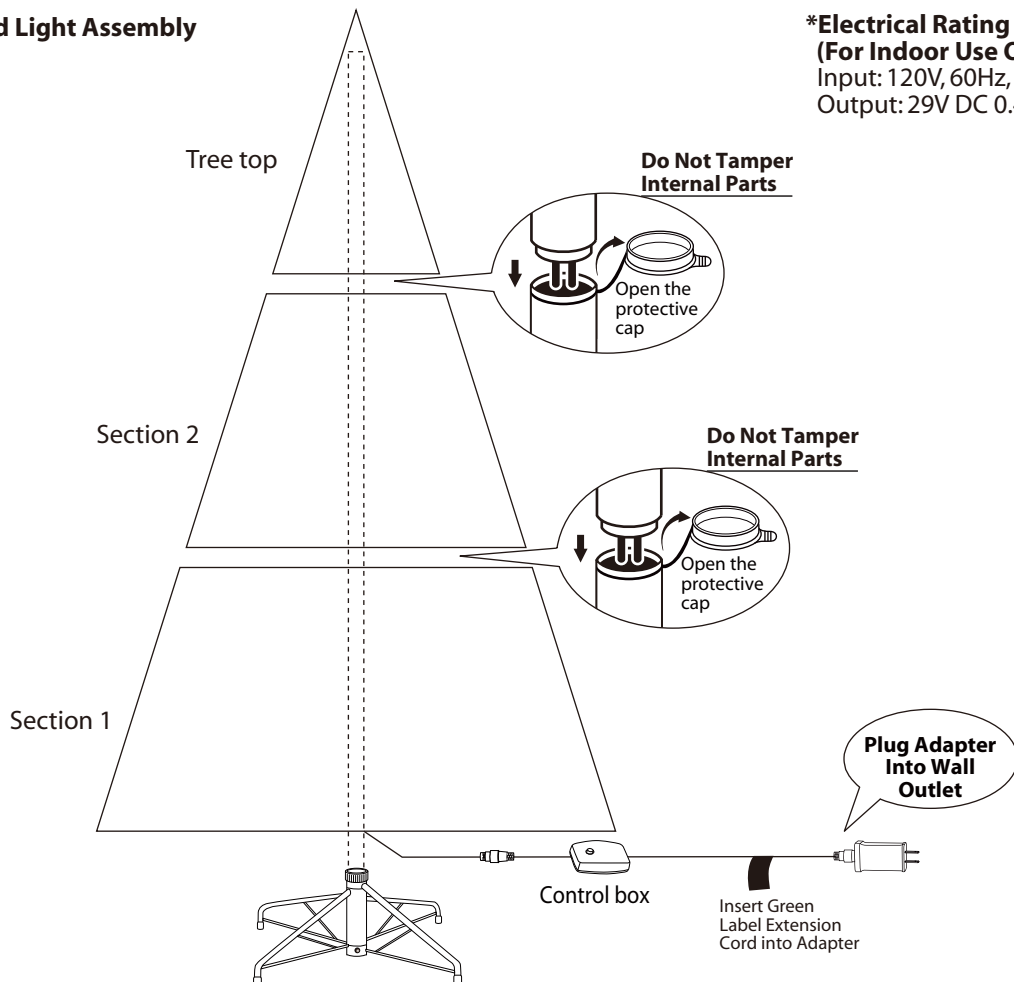 Light Assembly
*Electrical Rating
(For Indoor Use
Input: 120V, 60Hz,
Output: 29V DC
Tree top
Do Not Tamper
Internal Parts
Open the
protective
cap
Section 2
Do Not Tamper
Internal Parts
Open the
protective
cap
Section 1
Plug Adapter
Into Wall
Outlet
Control box
Insert Green
Label Extension
Cord into Adapter